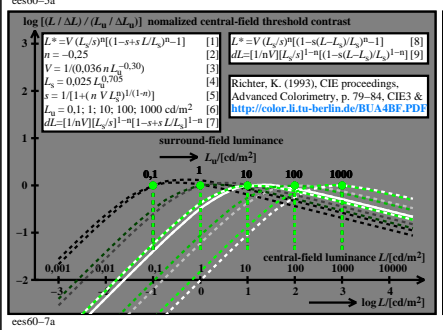 ees60-5a
log [(L / ΔL) / (Lu / ΔLu)] nomalized central-field threshold contrast
L* =V (Ls/s)n[(1−s+s L/Ls)n−1] [1]
n = −0,25 [2]
V = 1/(0,036 n Lu−0,30) [3]
Ls = 0,025 Lu0,705 [4]
s = 1/[1+( n V Lsn)1/(1-n)] [5]
Lu = 0,1; 1; 10; 100; 1000 cd/m2 [6]
dL=[1/nV][Ls/s]1−n[1−s+s L/Ls)1−n [7]
L* =V (Ls/s)n[(1−s(L−Ls)/Ls)n−1] [8]
dL=[1/nV][Ls/s]1−n[(1−s(L−Ls)/Ls]1−n) [9]
Richter, K. (1993), CIE proceedings,
Advanced Colorimetry, p. 79–84, CIE3 &
http://color.li.tu-berlin.de/BUA4BF.PDF
surround-field luminance
Lu/[cd/m2]
0,1 1 10 100 1000
3
1
0
−1
−2
central-field luminance L/[cd/m2]
0,001 0,01 0,1 1 10 100 1000 10000
−3 −2 −1 0 1 2 3 4
log L/[cd/m2]
ees60-7a